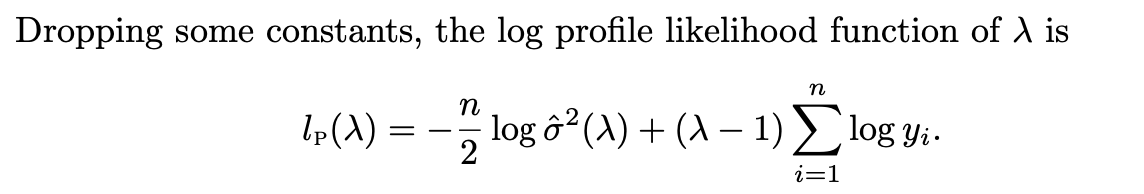 Dropping some constants, the log profile likelihood function of λ is
l_P(λ) = −n/2 log σ̂²(λ) + (λ − 1) ∑_{i=1}^{n} log y_i.